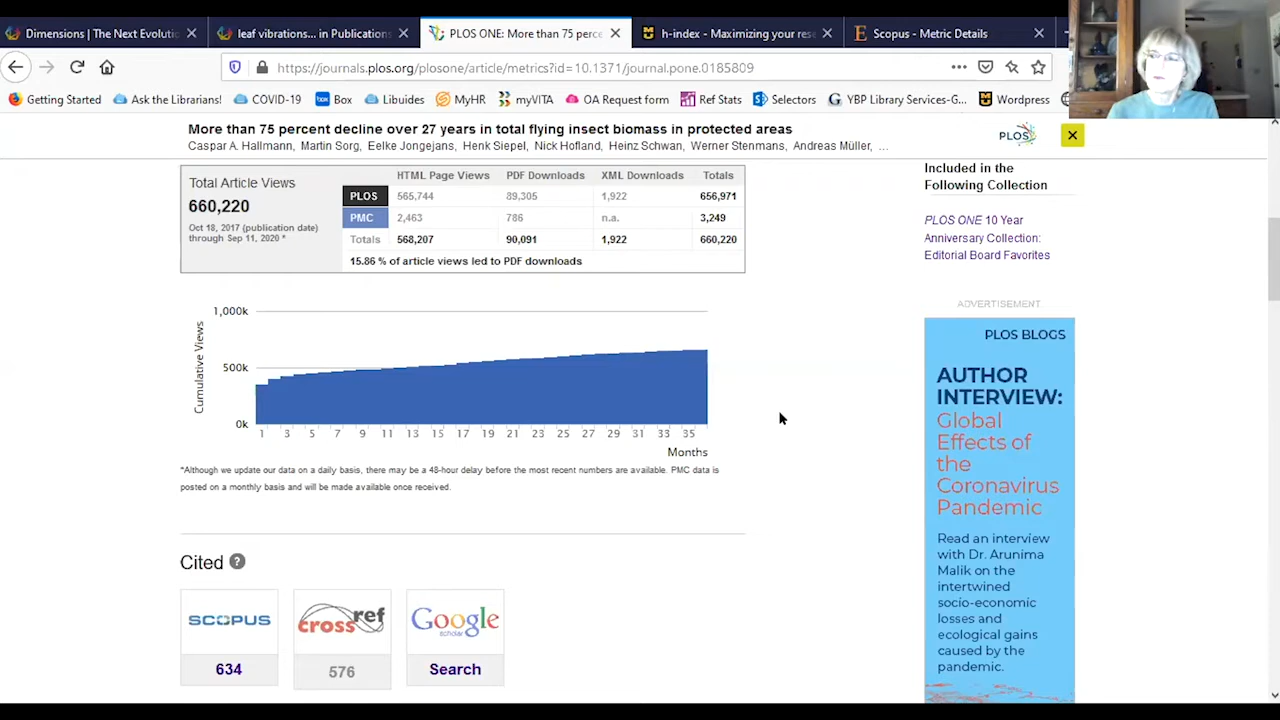 Dimensions | The Next Evolutic
leaf vibrations... in Publications
PLOS ONE: More than 75 perce
h-index - Maximizing your res
Scopus - Metric Details
https://journals.plos.org/plosone/article/metrics?id=10.1371/journal.pone.0185809
Getting Started
Ask the Librarians!
COVID-19
box Box
Libuides
MyHR
myVITA
OA Request form
Ref Stats
Selectors
YBP Library Services-G...
Wordpress
More than 75 percent decline over 27 years in total flying insect biomass in protected areas
Caspar A. Hallmann, Martin Sorg, Eelke Jongejans, Henk Siepel, Nick Hofland, Heinz Schwan, Werner Stenmans, Andreas Müller, ...
PLOS
Total Article Views
660,220
Oct 18, 2017 (publication date)
through Sep 11, 2020 *
HTML Page Views PDF Downloads XML Downloads Totals
PLOS 565,744 89,305 1,922 656,971
PMC 2,463 786 n.a. 3,249
Totals 568,207 90,091 1,922 660,220
15.86 % of article views led to PDF downloads
Cumulative Views
1,000k
500k
0k
1 3 5 7 9 11 13 15 17 19 21 23 25 27 29 31 33 35
Months
*Although we update our data on a daily basis, there may be a 48-hour delay before the most recent numbers are available. PMC data is
posted on a monthly basis and will be made available once received.
Cited ?
SCOPUS
634
crossref
576
Google
scholar
Search
Included in the
Following Collection
PLOS ONE 10 Year
Anniversary Collection:
Editorial Board Favorites
ADVERTISEMENT
PLOS BLOGS
AUTHOR
INTERVIEW:
Global
Effects of
the
Coronavirus
Pandemic
Read an interview
with Dr. Arunima
Malik on the
intertwined
socio-economic
losses and
ecological gains
caused by the
pandemic.